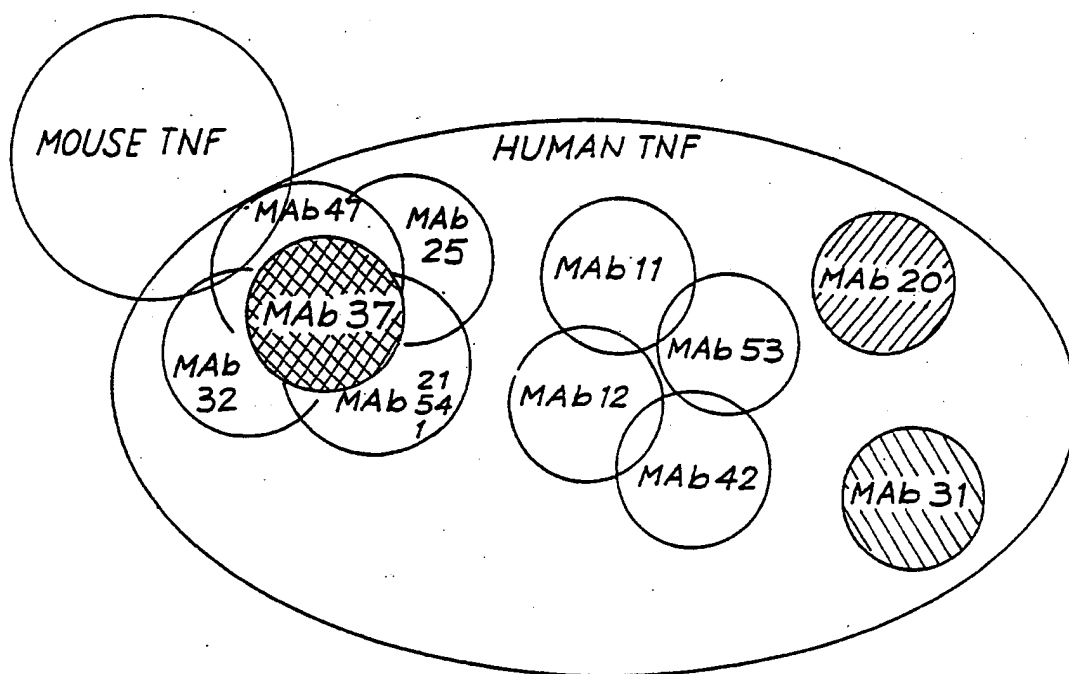 MOUSE TNF
HUMAN TNF
MAb 47
MAb
25
MAb 37
MAb
32
MAb 21
54
1
MAb 11
MAb 53
MAb 12
MAb 42
MAb 20
MAb 31